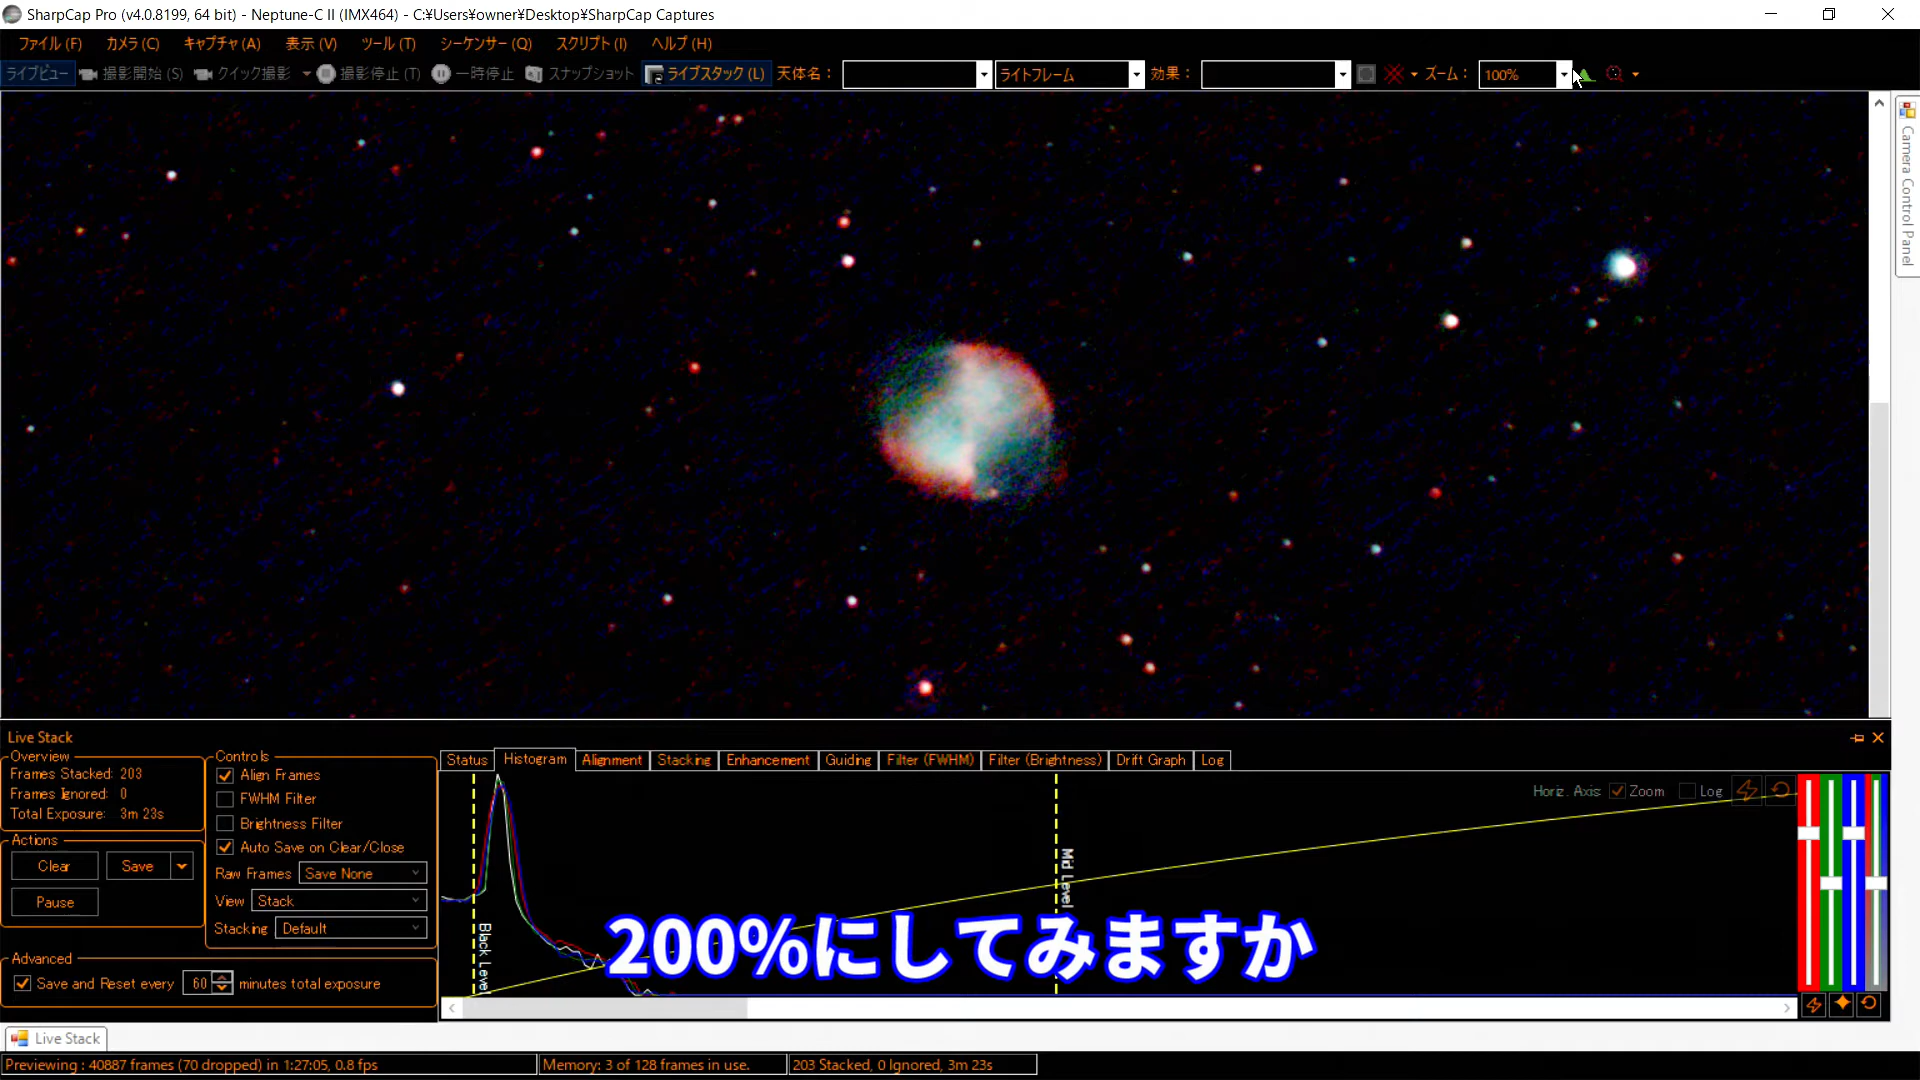 SharpCap Pro (v4.0.8199, 64 bit) - Neptune-C II (IMX464) - C:¥Users¥owner¥Desktop¥SharpCap Captures
ファイル (F) カメラ (C) キャプチャ (A) 表示 (V) ツール (T) シーケンサー (Q) スクリプト (I) ヘルプ (H)
ライブビュー 撮影開始 (S) クイック撮影 撮影停止 (T) 一時停止 スナップショット ライブスタック (L) 天体名： ライトフレーム 効果： ズーム： 100%
Camera Control Panel
Live Stack
Overview
Frames Stacked: 203
Frames Ignored: 0
Total Exposure: 3m 23s
Actions
Clear Save
Pause
Controls
Align Frames
FWHM Filter
Brightness Filter
Auto Save on Clear/Close
Raw Frames Save None
View Stack
Stacking Default
Advanced
Save and Reset every 60 minutes total exposure
Status Histogram Alignment Stacking Enhancement Guiding Filter (FWHM) Filter (Brightness) Drift Graph Log
Horiz. Axis Zoom Log
Black Level
Mid Level
200%にしてみますか
Live Stack
Previewing : 40887 frames (70 dropped) in 1:27:05, 0.8 fps Memory: 3 of 128 frames in use. 203 Stacked, 0 Ignored, 3m 23s